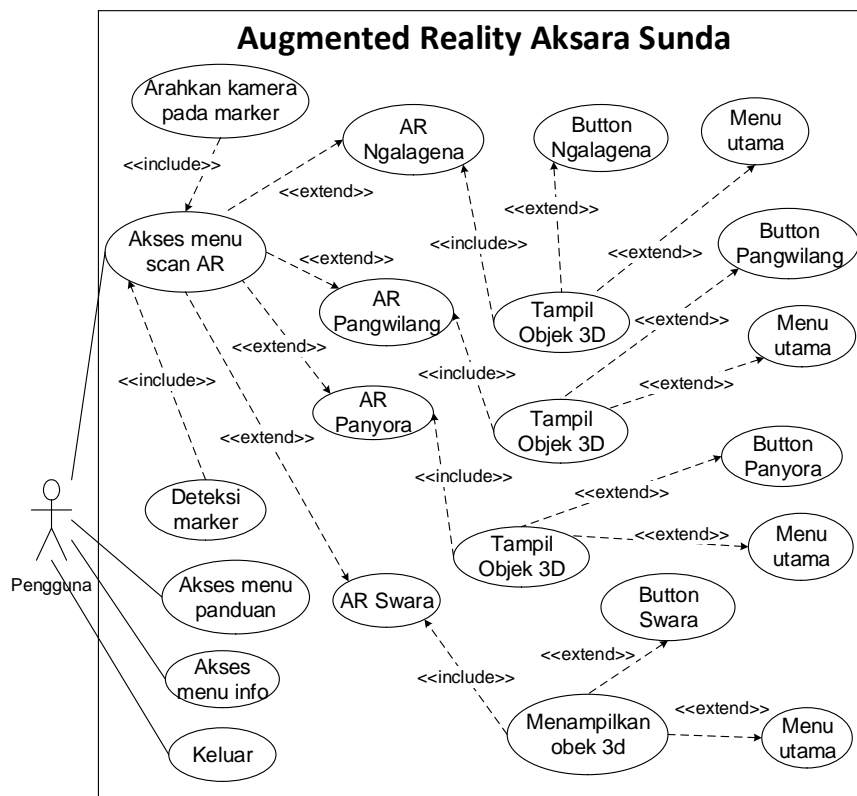 Augmented Reality Aksara Sunda
Arahkan kamera
pada marker
AR
Ngalagena
Button
Ngalagena
Menu
utama
<<include>>
<<extend>>
<<extend>>
<<include>>
<<extend>>
Akses menu
scan AR
<<extend>>
Button
Pangwilang
AR
Pangwilang
Tampil
Objek 3D
<<extend>>
Menu
utama
<<extend>>
<<include>>
<<extend>>
<<include>>
AR
Panyora
Tampil
Objek 3D
<<extend>>
Button
Panyora
<<include>>
<<extend>>
Deteksi
marker
Tampil
Objek 3D
<<extend>>
Menu
utama
Pengguna
Akses menu
panduan
AR Swara
Button
Swara
<<extend>>
<<include>>
Akses
menu info
<<extend>>
Menampilkan
obek 3d
Menu
utama
Keluar